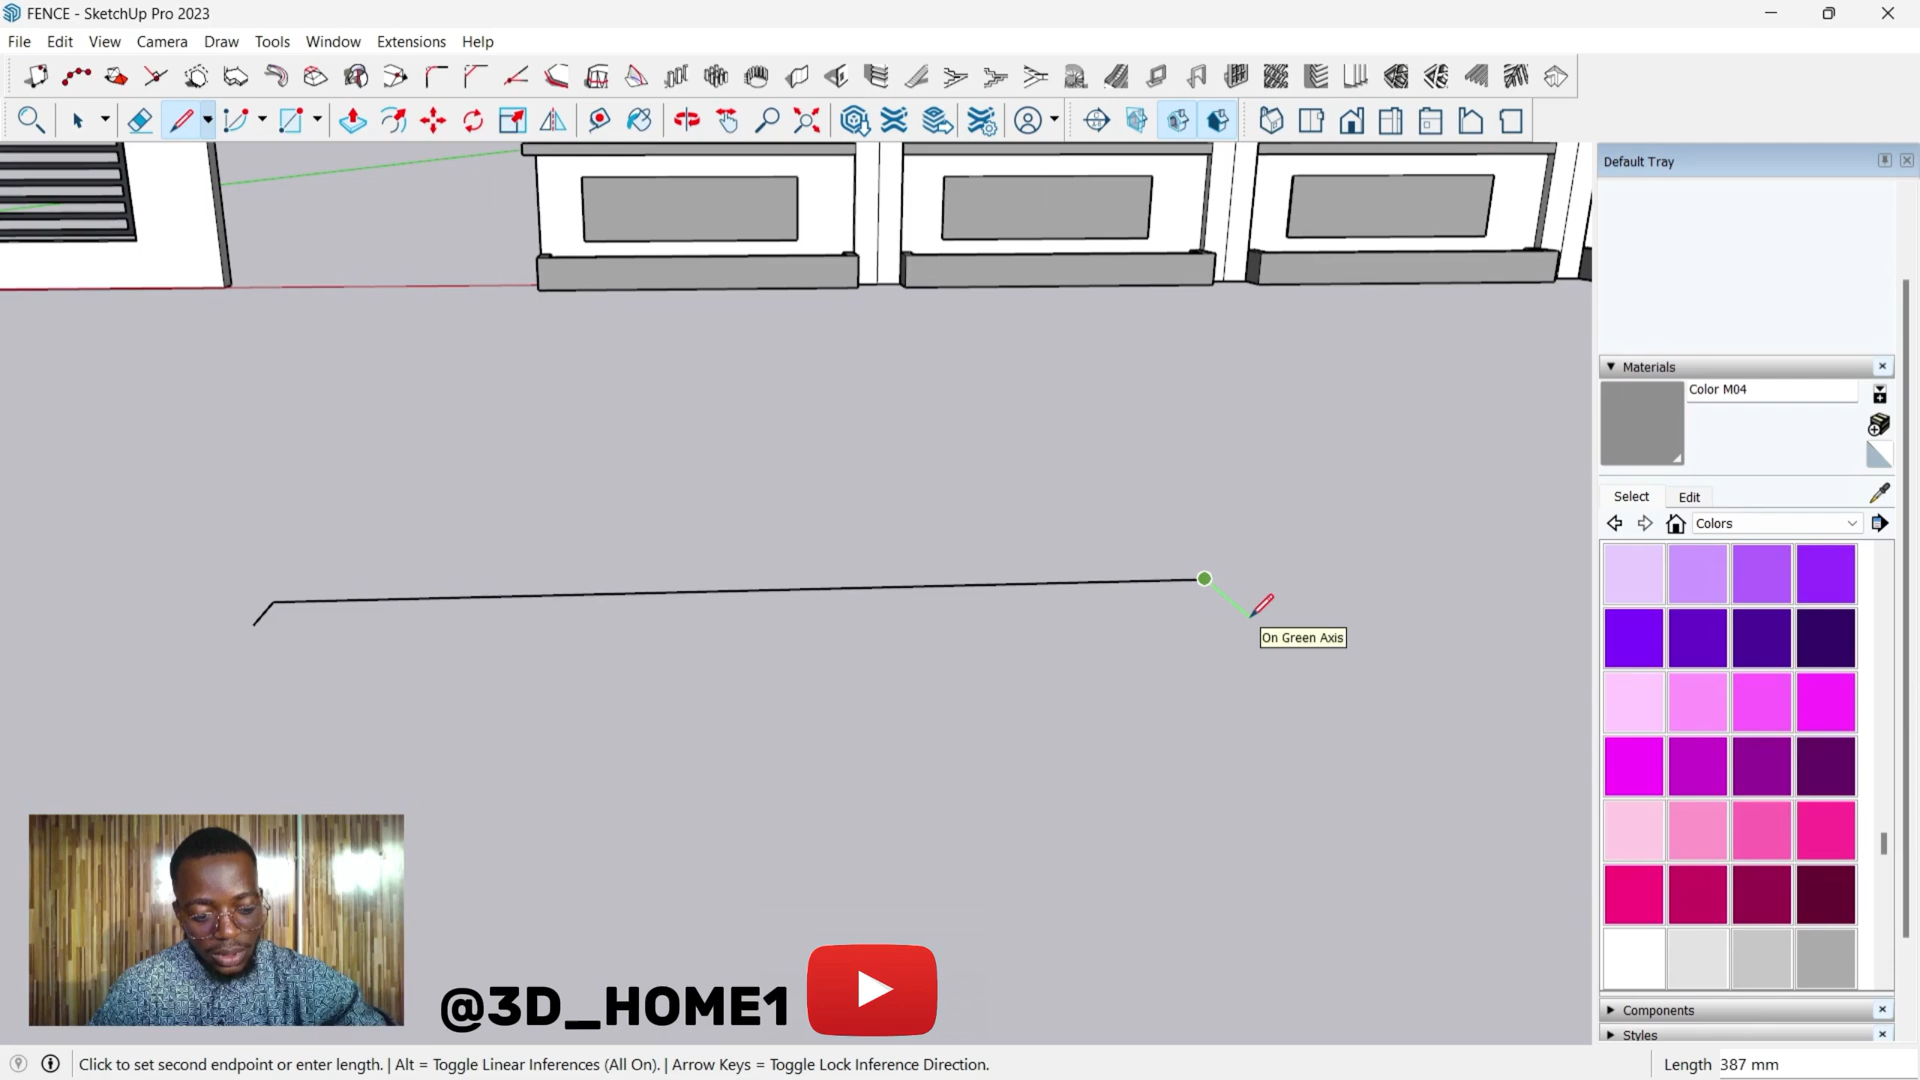 FENCE - SketchUp Pro 2023
File Edit View Camera Draw Tools Window Extensions Help
Default Tray
Materials
Color M04
Select Edit
Colors
On Green Axis
@3D_HOME1
Components
Styles
Click to set second endpoint or enter length. | Alt = Toggle Linear Inferences (All On). | Arrow Keys = Toggle Lock Inference Direction.
Length 387 mm